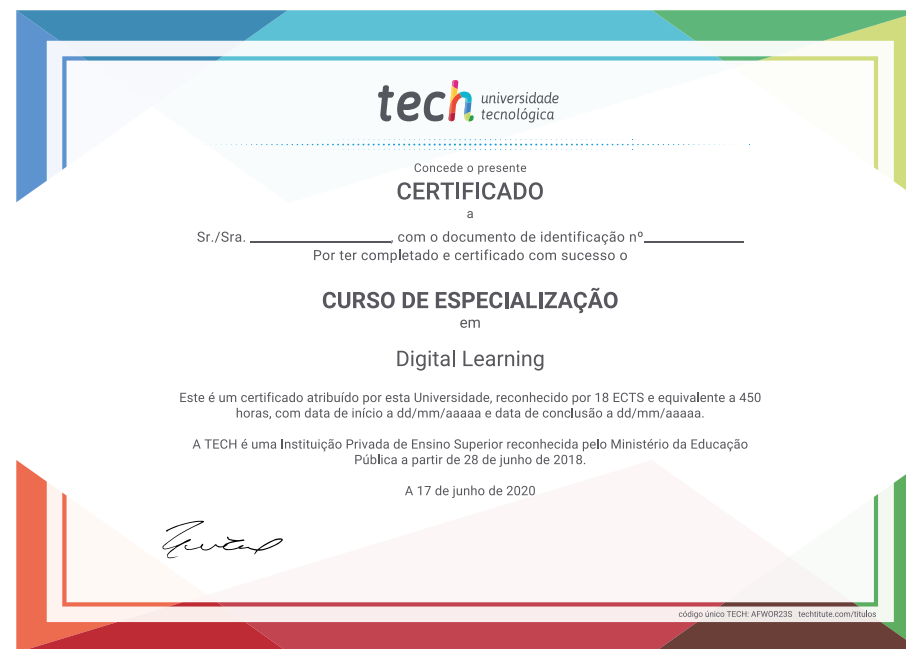 tech universidade
tecnológica
Concede o presente
CERTIFICADO
a
Sr./Sra. ____________, com o documento de identificação nº____________
Por ter completado e certificado com sucesso o
CURSO DE ESPECIALIZAÇÃO
em
Digital Learning
Este é um certificado atribuído por esta Universidade, reconhecido por 18 ECTS e equivalente a 450
horas, com data de início a dd/mm/aaaaa e data de conclusão a dd/mm/aaaaa.
A TECH é uma Instituição Privada de Ensino Superior reconhecida pelo Ministério da Educação
Pública a partir de 28 de junho de 2018.
A 17 de junho de 2020
código único TECH: AFWOR23S techtitute.com/titulos